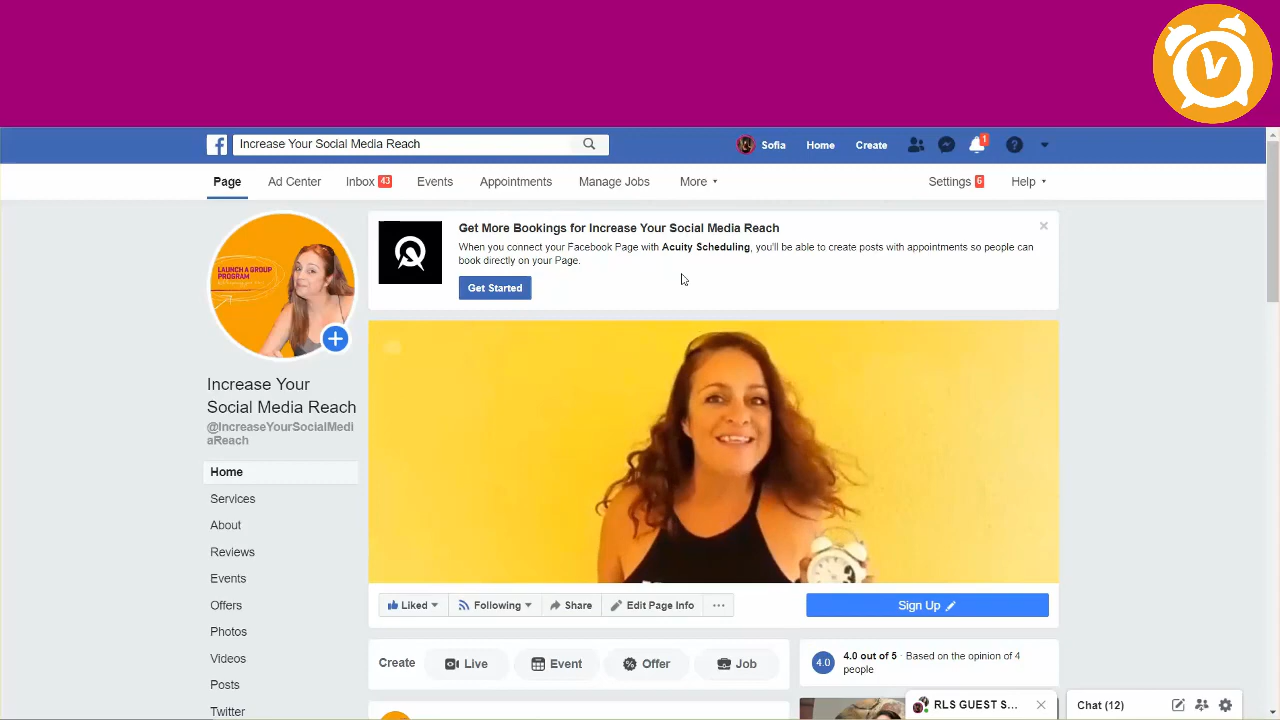 V
Increase Your Social Media Reach
Sofia Home Create 1
Page Ad Center Inbox 43 Events Appointments Manage Jobs More Settings 6 Help
LAUNCH A GROUP
PROGRAM
Get More Bookings for Increase Your Social Media Reach
When you connect your Facebook Page with Acuity Scheduling, you'll be able to create posts with appointments so people can
book directly on your Page.
Get Started
Increase Your
Social Media Reach
@IncreaseYourSocialMedi
aReach
Home
Services
About
Reviews
Events
Offers
Photos
Videos
Posts
Twitter
Liked Following Share Edit Page Info ... Sign Up
Create Live Event Offer Job
4.0 4.0 out of 5 · Based on the opinion of 4
people
RLS GUEST S...
Chat (12)